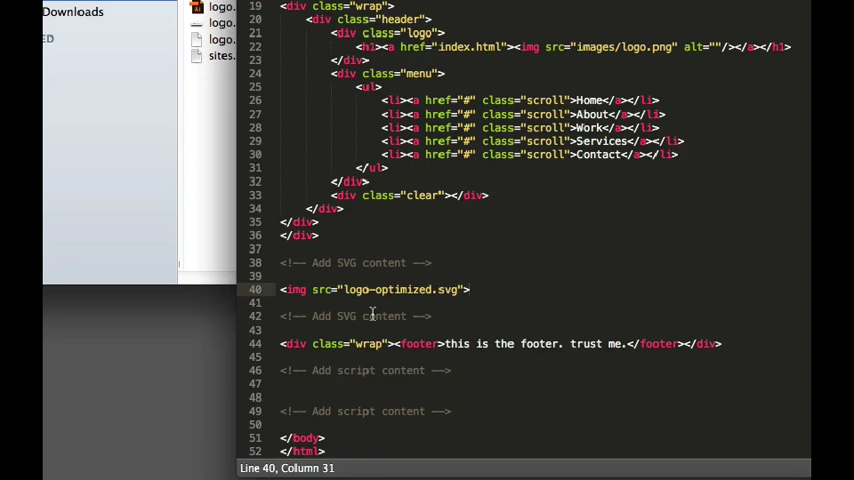 Downloads
ED
logo.
logo.
logo.
sites.
19 <div class="wrap">
20 <div class="header">
21 <div class="logo">
22 <h1><a href="index.html"><img src="images/logo.png" alt=""/></a></h1>
23 </div>
24 <div class="menu">
25 <ul>
26 <li><a href="#" class="scroll">Home</a></li>
27 <li><a href="#" class="scroll">About</a></li>
28 <li><a href="#" class="scroll">Work</a></li>
29 <li><a href="#" class="scroll">Services</a></li>
30 <li><a href="#" class="scroll">Contact</a></li>
31 </ul>
32 </div>
33 <div class="clear"></div>
34 </div>
35 </div>
36 </div>
37
38 <!-- Add SVG content -->
39
40 <img src="logo-optimized.svg">
41
42 <!-- Add SVG content -->
43
44 <div class="wrap"><footer>this is the footer. trust me.</footer></div>
45
46 <!-- Add script content -->
47
48
49 <!-- Add script content -->
50
51 </body>
52 </html>
Line 40, Column 31